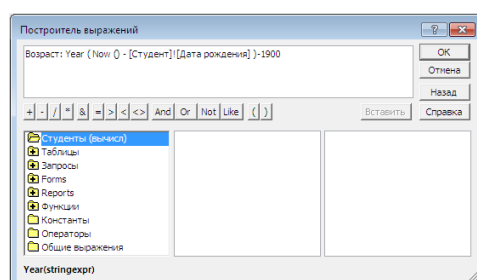 Построитель выражений
Возраст: Year ( Now () - [Студент]![Дата рождения] )-1900
ОК
Отмена
Назад
Справка
+ - / * & = > < <> And Or Not Like ( ) Вставить
Студенты (вычисл)
Таблицы
Запросы
Forms
Reports
Функции
Константы
Операторы
Общие выражения
Year(stringexpr)